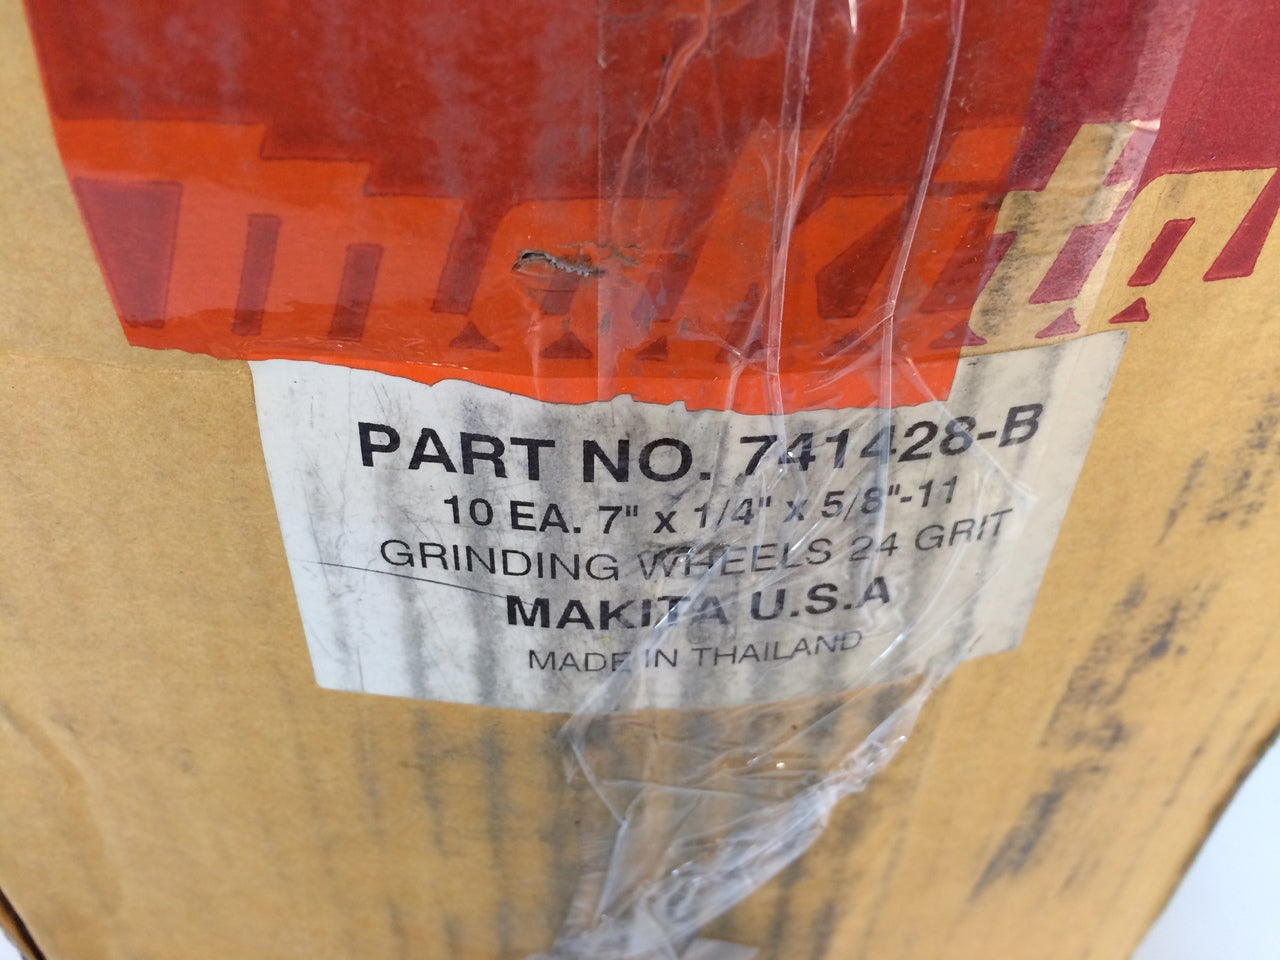 makita
PART NO. 741428-B
10 EA. 7" x 1/4" x 5/8"-11
GRINDING WHEELS 24 GRIT
MAKITA U.S.A
MADE IN THAILAND